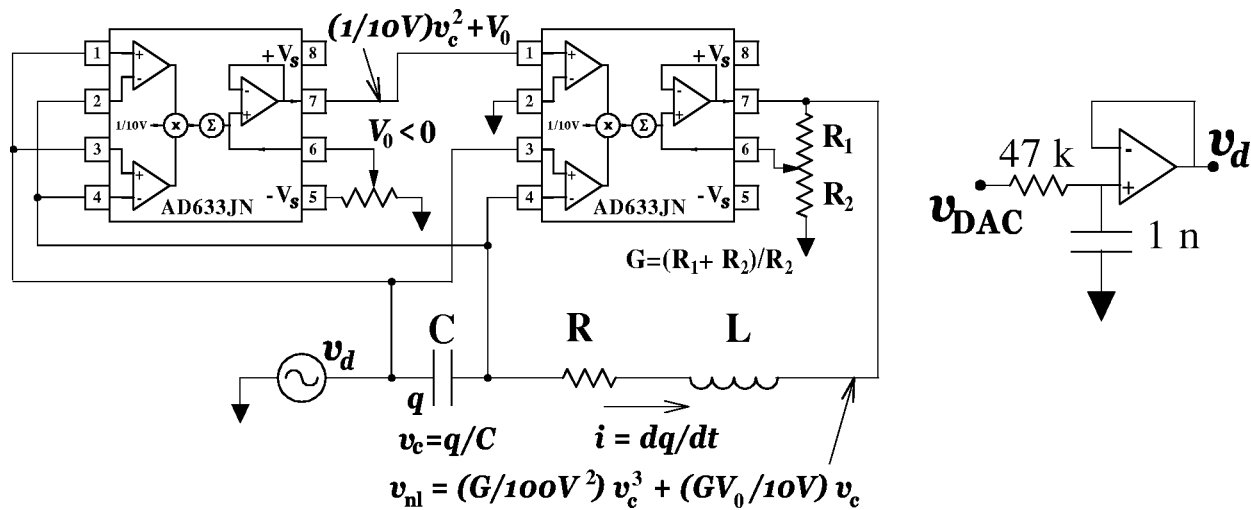 (1/10V)v_c^2 + V_0
1
2
3
4
+V_s
-V_s
8
7
6
5
1/10V
x
Σ
+
-
+
-
-
+
AD633JN
V_0 < 0
1
2
3
4
+V_s
-V_s
8
7
6
5
1/10V
x
Σ
+
-
+
-
-
+
AD633JN
R_1
R_2
G=(R_1+ R_2)/R_2
47 k
-
+
v_d
v_DAC
1 n
v_d
C
R
L
q
v_c=q/C
i = dq/dt
v_nl = (G/100V^2) v_c^3 + (GV_0/10V) v_c